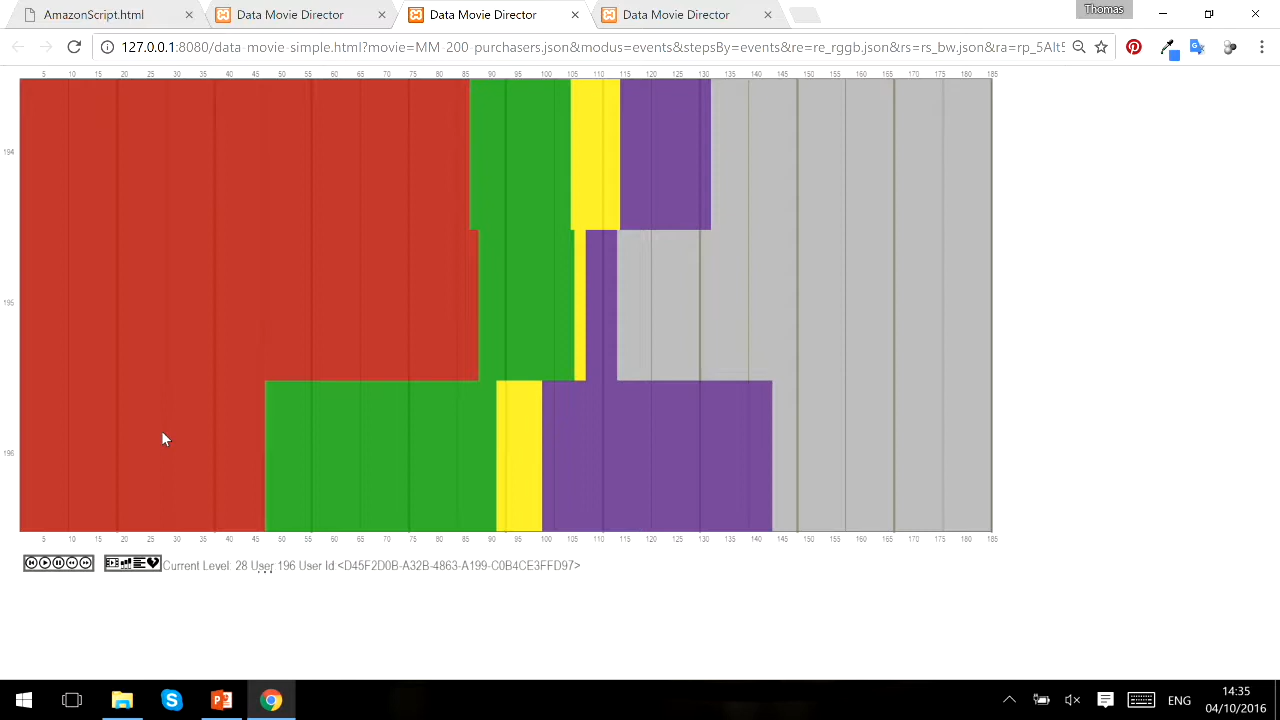 AmazonScript.html
Data Movie Director
Data Movie Director
Data Movie Director
Thomas
127.0.0.1:8080/data-movie_simple.html?movie=MM_200_purchasers.json&modus=events&stepsBy=events&re=re_rggb.json&rs=rs_bw.json&ra=rp_5Alt5
5 10 15 20 25 30 35 40 45 50 55 60 65 70 75 80 85 90 95 100 105 110 115 120 125 130 135 140 145 150 155 160 165 170 175 180 185
194
195
196
5 10 15 20 25 30 35 40 45 50 55 60 65 70 75 80 85 90 95 100 105 110 115 120 125 130 135 140 145 150 155 160 165 170 175 180 185
Current Level: 28 User 196 User Id <D45F2D0B-A32B-4863-A199-C0B4CE3FFD97>
ENG
14:35
04/10/2016